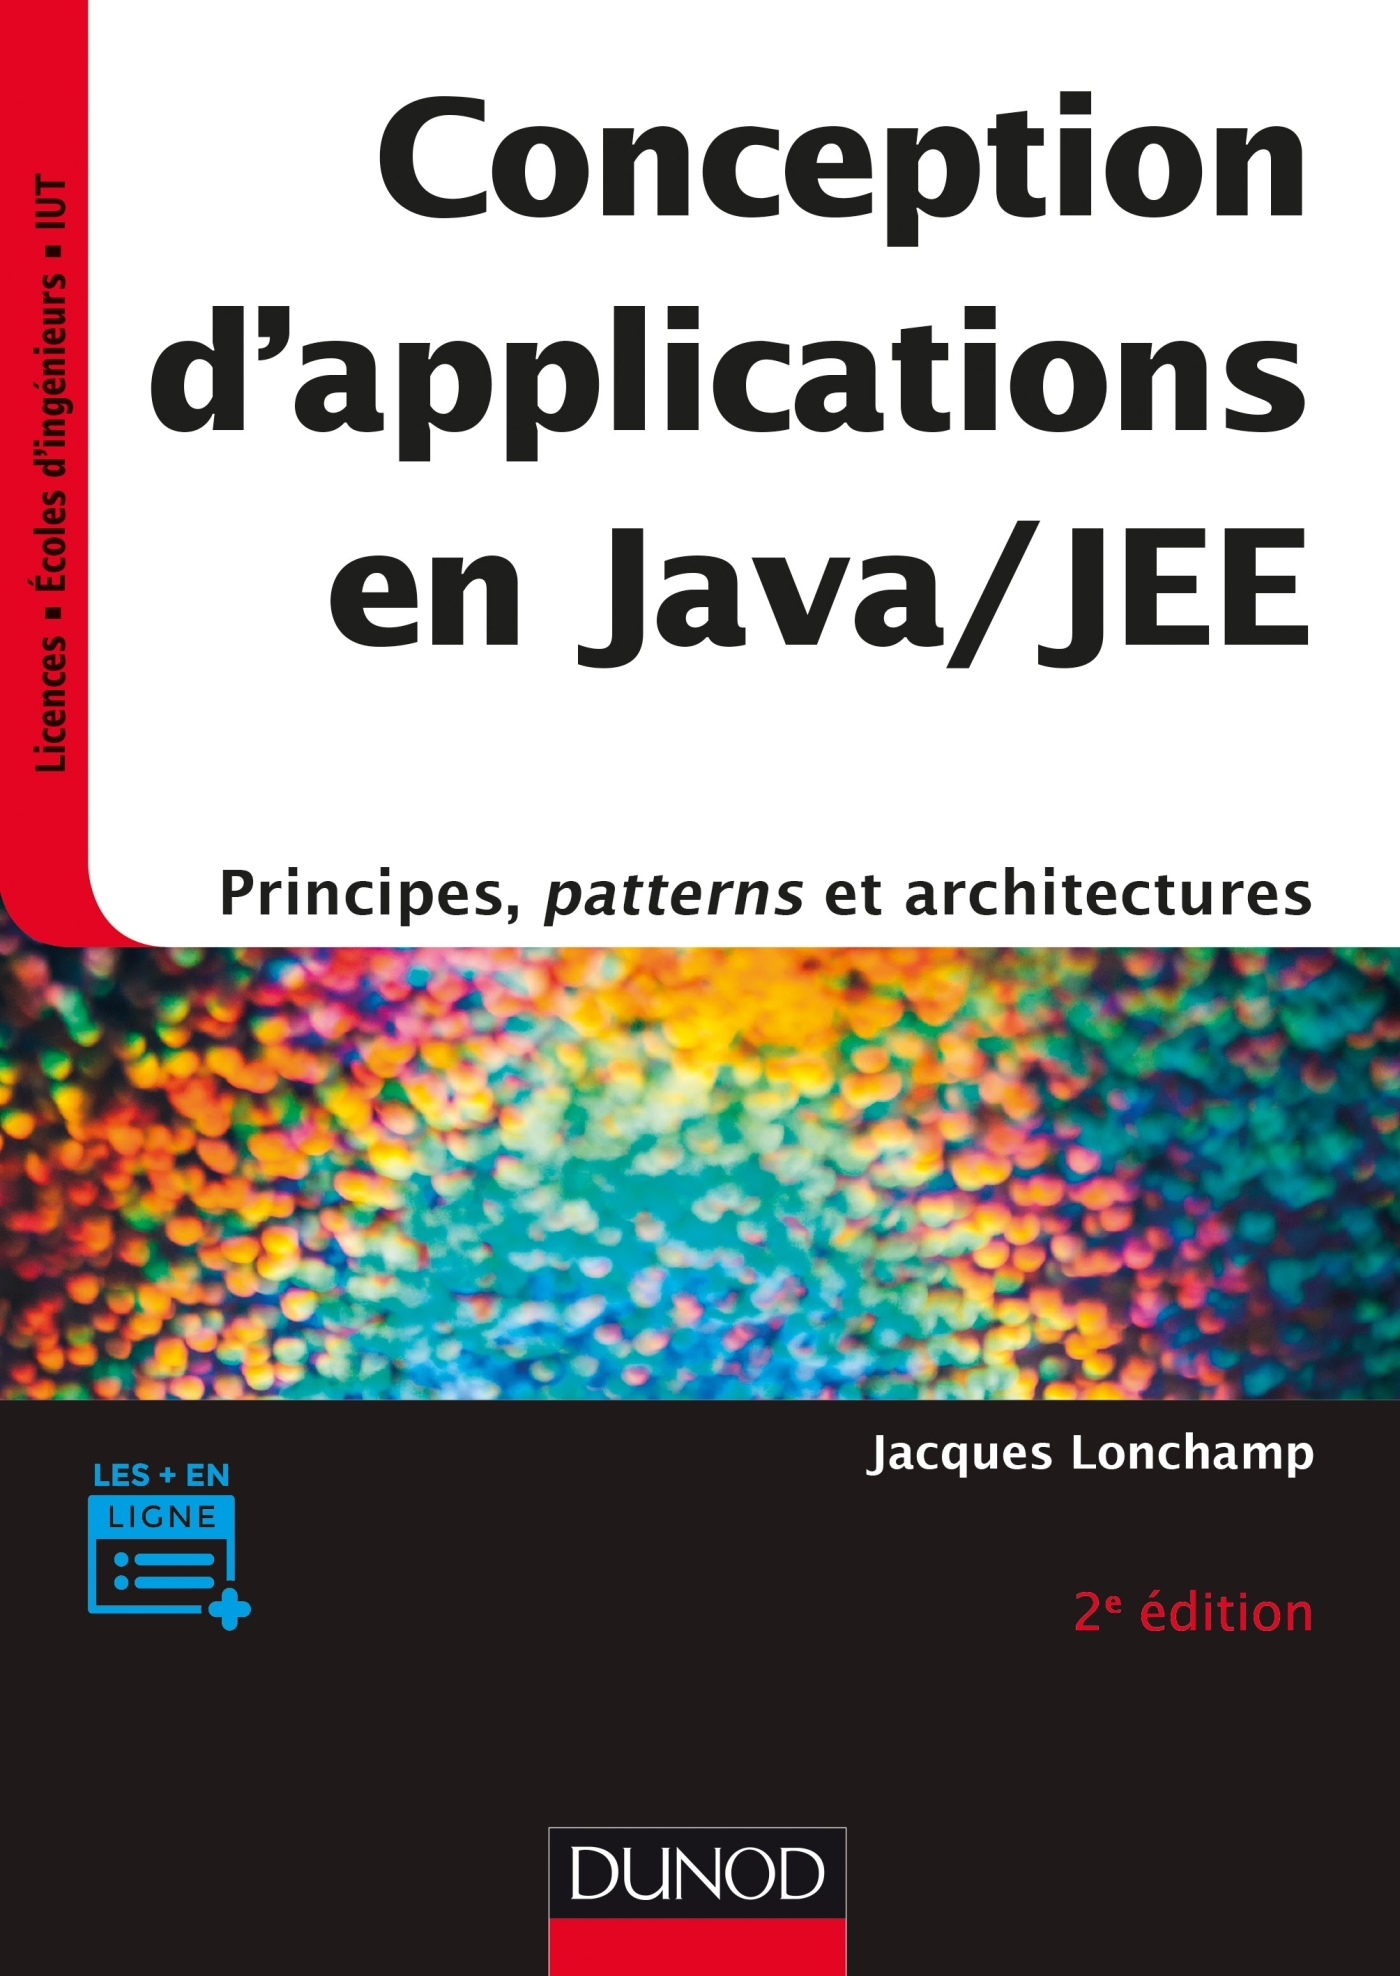 Conception
d’applications
en Java/JEE
Licences ▪ Écoles d’ingénieurs ▪ IUT
Principes, patterns et architectures
Jacques Lonchamp
LES + EN
LIGNE
2e édition
DUNOD